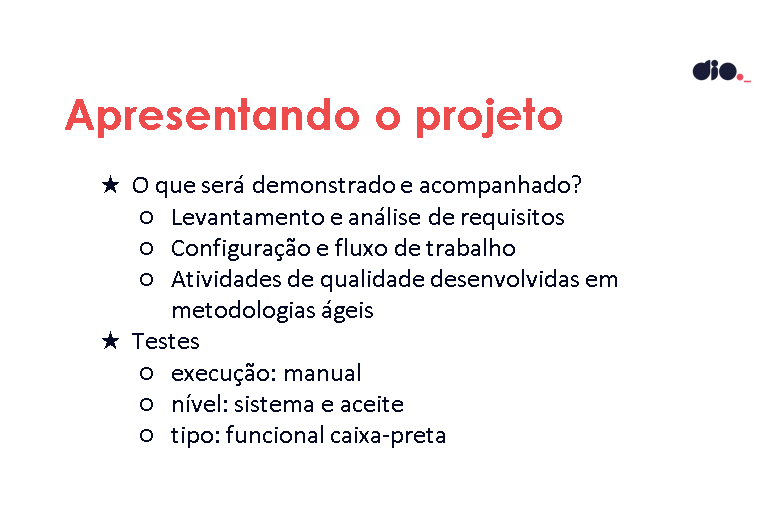 dio._
Apresentando o projeto
★ O que será demonstrado e acompanhado?
○ Levantamento e análise de requisitos
○ Configuração e fluxo de trabalho
○ Atividades de qualidade desenvolvidas em
metodologias ágeis
★ Testes
○ execução: manual
○ nível: sistema e aceite
○ tipo: funcional caixa-preta